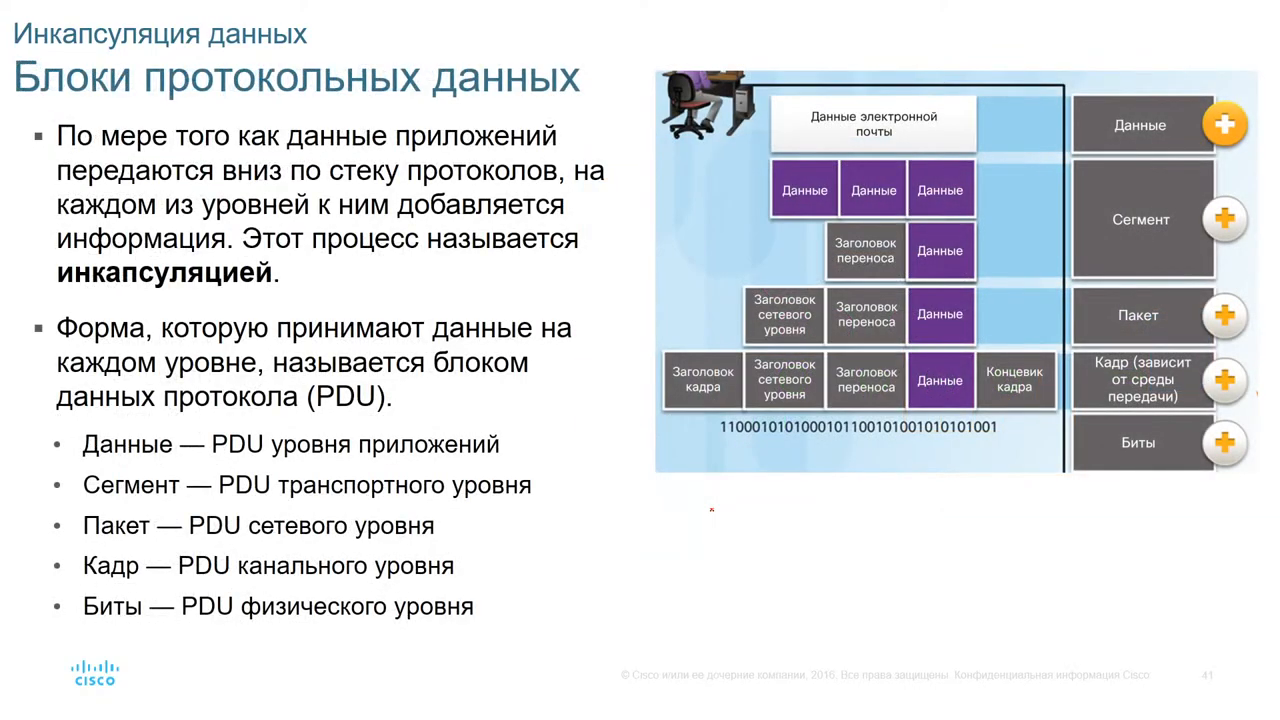 Инкапсуляция данных
Блоки протокольных данных
▪ По мере того как данные приложений
передаются вниз по стеку протоколов, на
каждом из уровней к ним добавляется
информация. Этот процесс называется
инкапсуляцией.
▪ Форма, которую принимают данные на
каждом уровне, называется блоком
данных протокола (PDU).
• Данные — PDU уровня приложений
• Сегмент — PDU транспортного уровня
• Пакет — PDU сетевого уровня
• Кадр — PDU канального уровня
• Биты — PDU физического уровня
Данные электронной
почты
Данные
Данные
Данные
Данные
Сегмент
Заголовок
переноса
Данные
Заголовок
сетевого
уровня
Заголовок
переноса
Данные
Пакет
Заголовок
кадра
Заголовок
сетевого
уровня
Заголовок
переноса
Данные
Концевик
кадра
Кадр (зависит
от среды
передачи)
1100010101000101100101001010101001
Биты
CISCO
© Cisco и/или ее дочерние компании, 2016. Все права защищены. Конфиденциальная информация Cisco
41